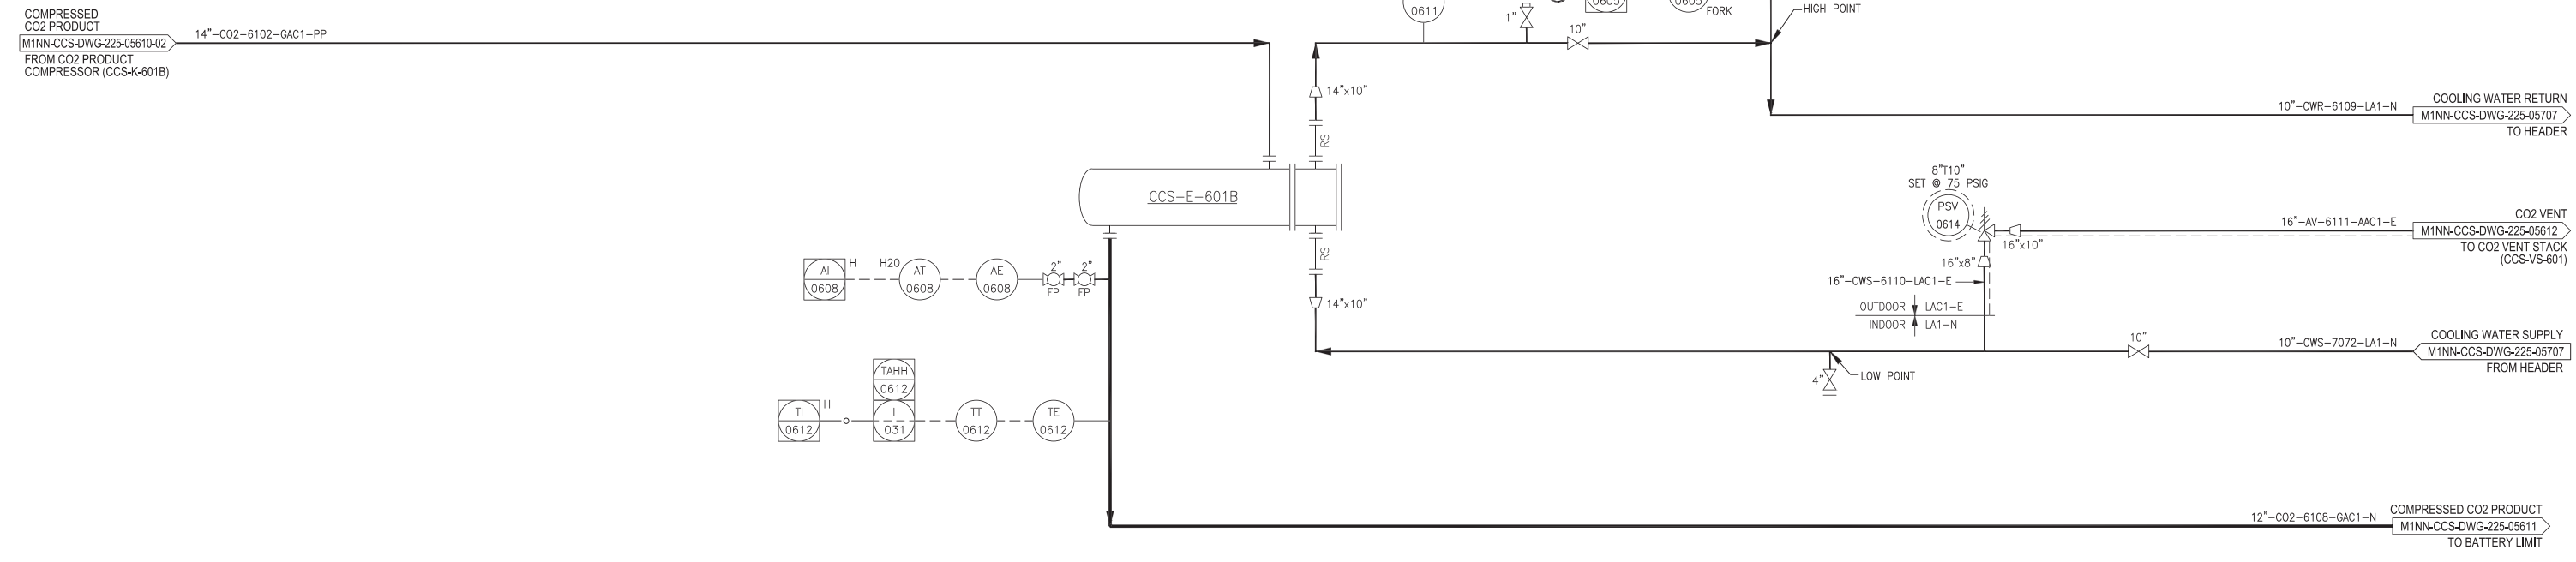 COMPRESSED
CO2 PRODUCT
M1NN-CCS-DWG-225-05610-02
FROM CO2 PRODUCT
COMPRESSOR (CCS-K-601B)
14"-CO2-6102-GAC1-PP
0611
1"
0605
0605
FORK
10"
HIGH POINT
14"x10"
RS
10"-CWR-6109-LA1-N
COOLING WATER RETURN
M1NN-CCS-DWG-225-05707
TO HEADER
CCS-E-601B
8"T10"
SET @ 75 PSIG
PSV
0614
16"x10"
16"-AV-6111-AAC1-E
CO2 VENT
M1NN-CCS-DWG-225-05612
TO CO2 VENT STACK
(CCS-VS-601)
RS
14"x10"
AI
0608
H
H20
AT
0608
AE
0608
2"
FP
2"
FP
16"x8"
16"-CWS-6110-LAC1-E
OUTDOOR
LAC1-E
INDOOR
LA1-N
10"
10"-CWS-7072-LA1-N
COOLING WATER SUPPLY
M1NN-CCS-DWG-225-05707
FROM HEADER
4"
LOW POINT
TAHH
0612
TI
0612
H
I
031
TT
0612
TE
0612
12"-CO2-6108-GAC1-N
COMPRESSED CO2 PRODUCT
M1NN-CCS-DWG-225-05611
TO BATTERY LIMIT